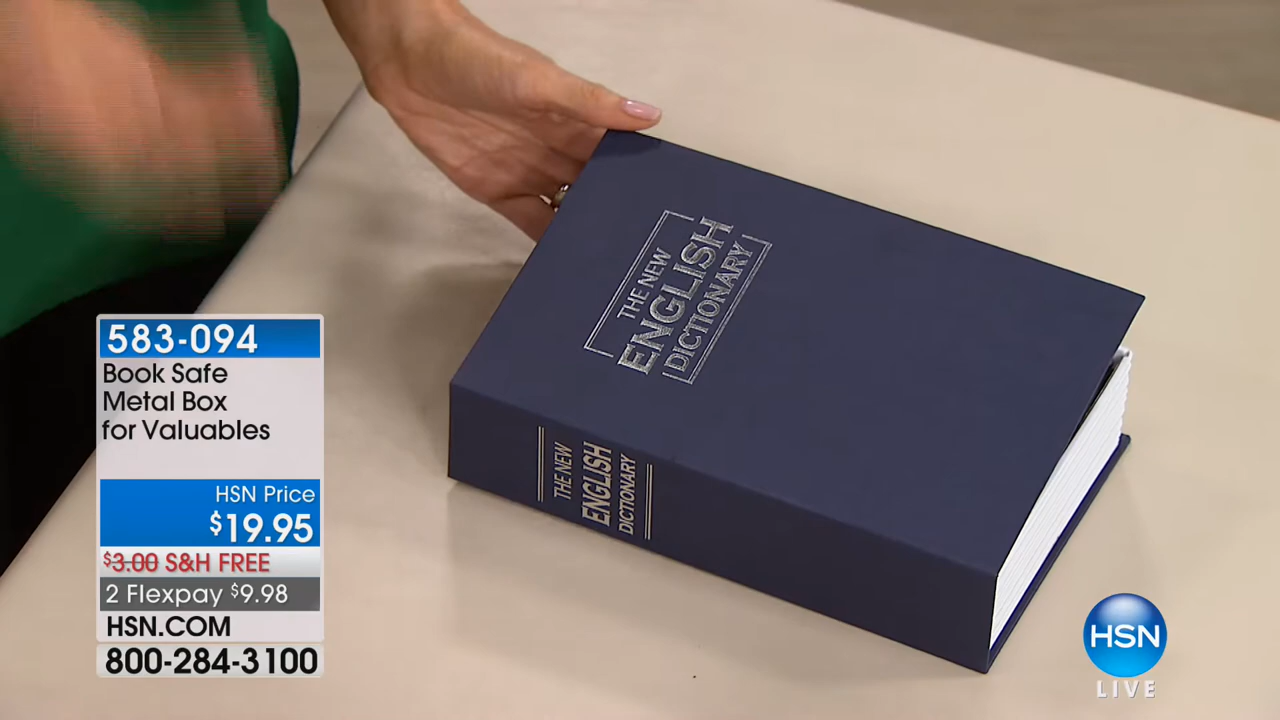 583-094
Book Safe
Metal Box
for Valuables
HSN Price
$19.95
$3.00 S&H FREE
2 Flexpay $9.98
HSN.COM
800-284-3100
THE NEW
ENGLISH
DICTIONARY
THE NEW
ENGLISH
DICTIONARY
HSN
LIVE